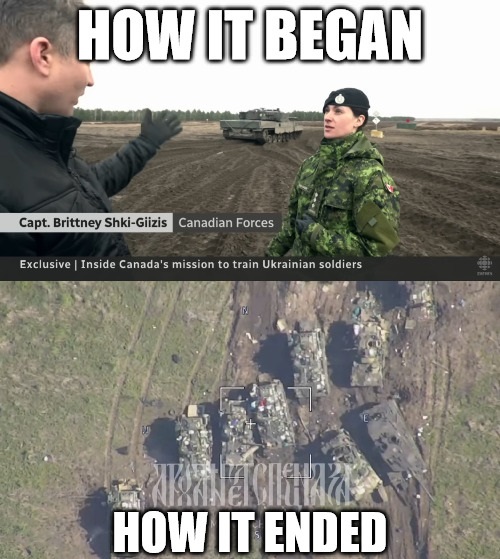 HOW IT BEGAN
Capt. Brittney Shki-Giizis Canadian Forces
Exclusive | Inside Canada's mission to train Ukrainian soldiers
N
E
HOW IT ENDED